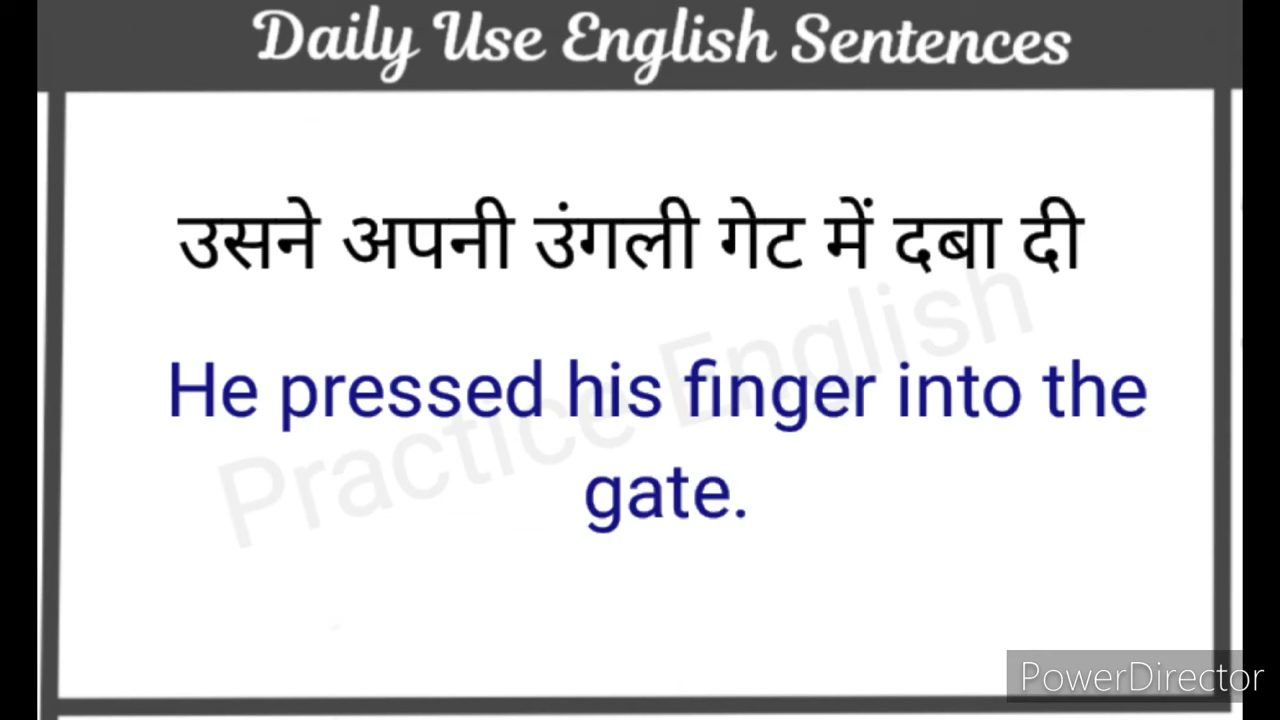 Daily Use English Sentences
उसने अपनी उंगली गेट में दबा दी
He pressed his finger into the
gate.
Practice English
PowerDirector